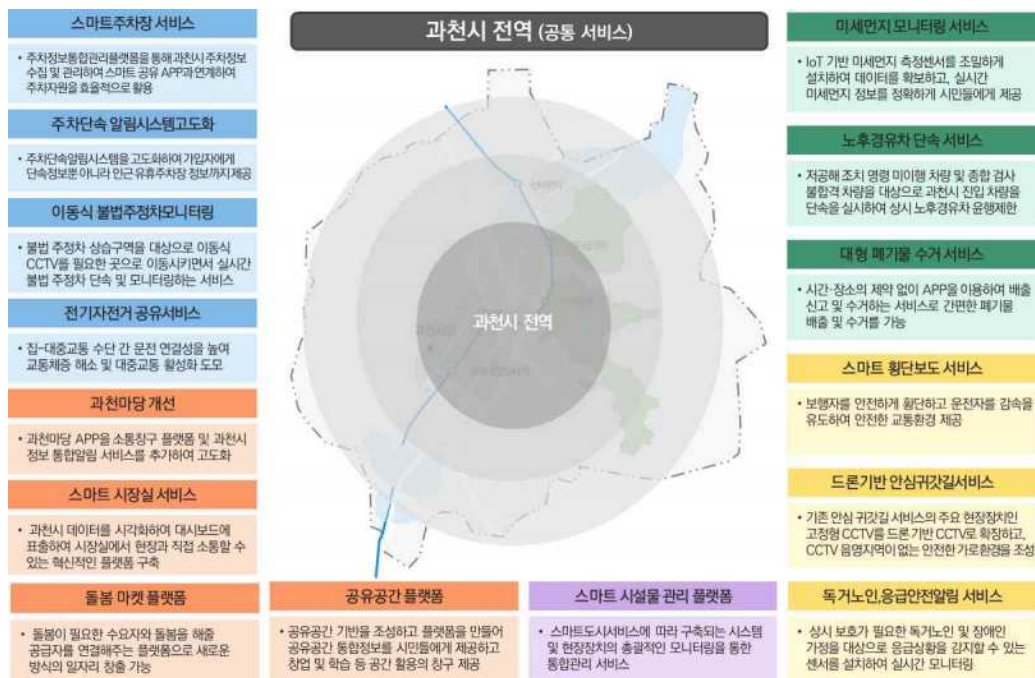 과천시 전역 (공통 서비스)
스마트주차장 서비스
• 주차정보통합관리플랫폼을 통해 과천시 주차정보
수집 및 관리하여 스마트 공유 APP과 연계하여
주차자원을 효율적으로 활용
주차단속 알림시스템고도화
• 주차단속알림시스템을 고도화하여 가입자에게
단속정보뿐 아니라 인근 유휴주차장 정보까지 제공
이동식 불법주정차모니터링
• 불법 주정차 상습구역을 대상으로 이동식
CCTV를 필요한 곳으로 이동시키면서 실시간
불법 주정차 단속 및 모니터링하는 서비스
전기자전거 공유서비스
• 집-대중교통 수단 간 문전 연결성을 높여
교통체증 해소 및 대중교통 활성화 도모
과천마당 개선
• 과천마당 APP을 소통창구 플랫폼 및 과천시
정보 통합알림 서비스를 추가하여 고도화
스마트 시장실 서비스
• 과천시 데이터를 시각화하여 대시보드에
표출하여 시장실에서 현장과 직접 소통할 수
있는 혁신적인 플랫폼 구축
돌봄 마켓 플랫폼
• 돌봄이 필요한 수요자와 돌봄을 해줄
공급자를 연결해주는 플랫폼으로 새로운
방식의 일자리 창출 가능
과천시 전역
공유공간 플랫폼
• 공유공간 기반을 조성하고 플랫폼을 만들어
공유공간 통합정보를 시민들에게 제공하고
창업 및 학습 등 공간 활용의 창구 제공
스마트 시설물 관리 플랫폼
• 스마트도시서비스에 따라 구축되는 시스템
및 현장장치의 총괄적인 모니터링을 통한
통합관리 서비스
미세먼지 모니터링 서비스
• IoT 기반 미세먼지 측정센서를 조밀하게
설치하여 데이터를 확보하고, 실시간
미세먼지 정보를 정확하게 시민들에게 제공
노후경유차 단속 서비스
• 저공해 조치 명령 미이행 차량 및 종합 검사
불합격 차량을 대상으로 과천시 진입 차량을
단속을 실시하여 상시 노후경유차 운행제한
대형 폐기물 수거 서비스
• 시간·장소의 제약 없이 APP을 이용하여 배출
신고 및 수거하는 서비스로 간편한 폐기물
배출 및 수거를 가능
스마트 횡단보도 서비스
• 보행자를 안전하게 횡단하고 운전자를 감속을
유도하여 안전한 교통환경 제공
드론기반 안심귀갓길서비스
• 기존 안심 귀갓길 서비스의 주요 현장장치인
고정형 CCTV를 드론 기반 CCTV로 확장하고,
CCTV 음영지역이 없는 안전한 가로환경을 조성
독거노인,응급안전알림 서비스
• 상시 보호가 필요한 독거노인 및 장애인
가정을 대상으로 응급상황을 감지할 수 있는
센서를 설치하여 실시간 모니터링